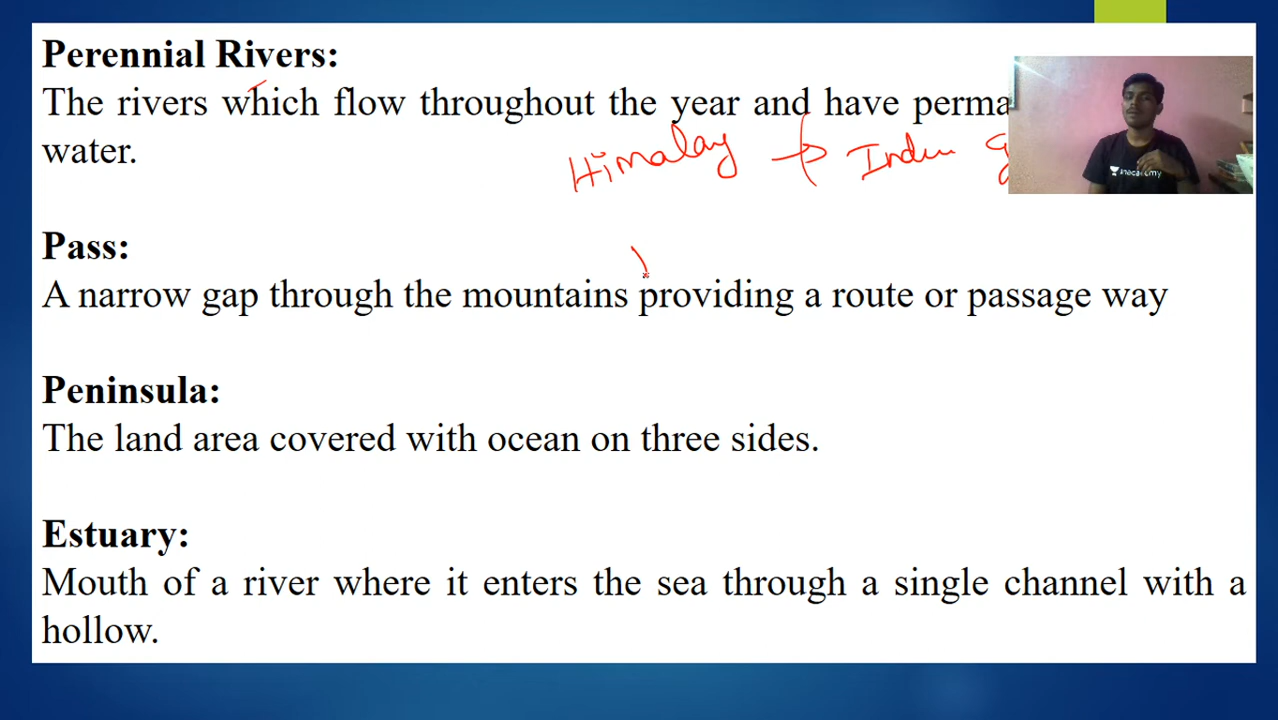 Perennial Rivers:
The rivers which flow throughout the year and have perma
water.
Himalay Indu
Pass:
A narrow gap through the mountains providing a route or passage way
Peninsula:
The land area covered with ocean on three sides.
Estuary:
Mouth of a river where it enters the sea through a single channel with a
hollow.